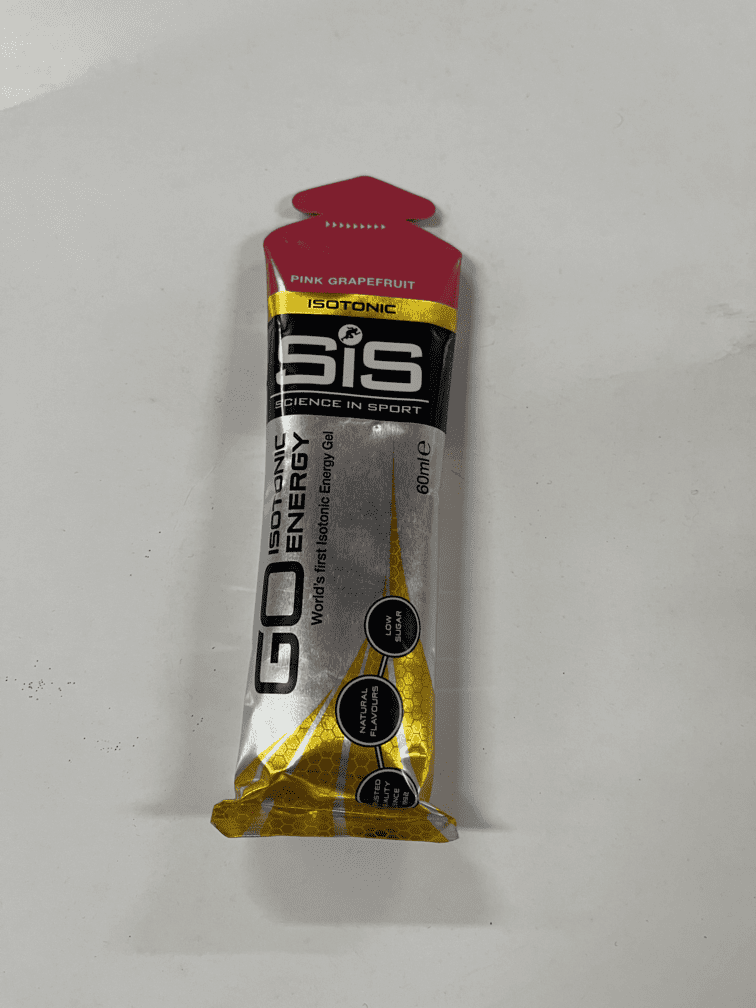 PINK GRAPEFRUIT
ISOTONIC
SiS
SCIENCE IN SPORT
GO ISOTONIC
ENERGY
World's first Isotonic Energy Gel
60ml℮
LOW
SUGAR
NATURAL
FLAVOURS